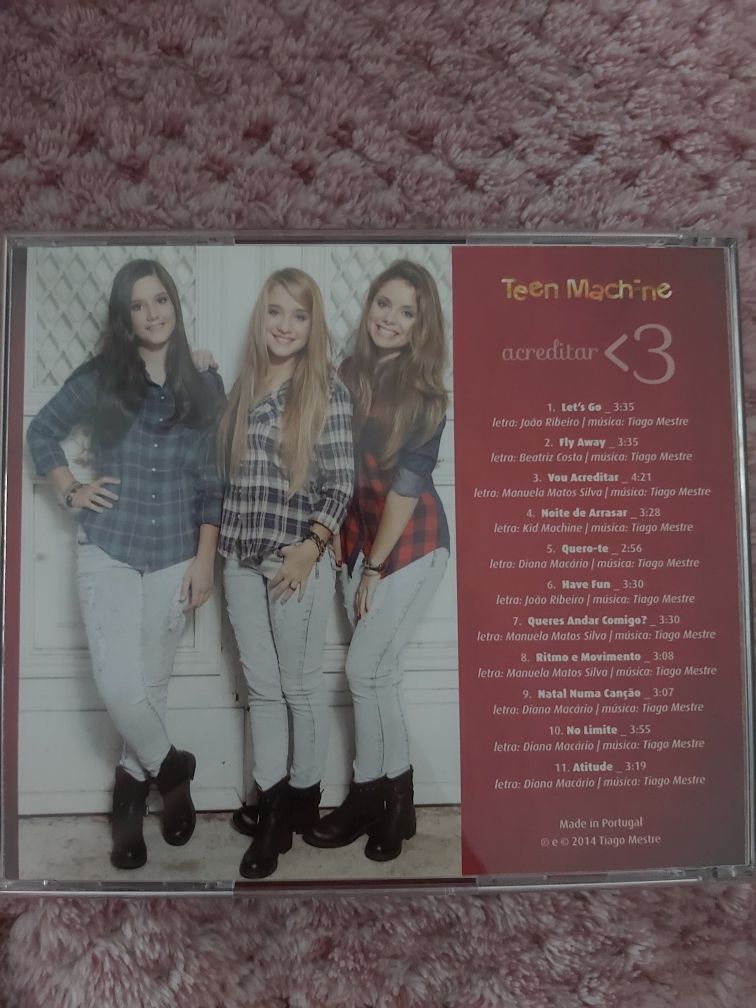 Teen Machine
acreditar <3
1. Let's Go _ 3:35
letra: João Ribeiro | música: Tiago Mestre
2. Fly Away _ 3:35
letra: Beatriz Costa | música: Tiago Mestre
3. Vou Acreditar _ 4:21
letra: Manuela Matos Silva | música: Tiago Mestre
4. Noite de Arrasar _ 3:28
letra: Kid Machine | música: Tiago Mestre
5. Quero-te _ 2:56
letra: Diana Macário | música: Tiago Mestre
6. Have Fun _ 3:30
letra: João Ribeiro | música: Tiago Mestre
7. Queres Andar Comigo? _ 3:30
letra: Manuela Matos Silva | música: Tiago Mestre
8. Ritmo e Movimento _ 3:08
letra: Manuela Matos Silva | música: Tiago Mestre
9. Natal Numa Canção _ 3:07
letra: Diana Macário | música: Tiago Mestre
10. No Limite _ 3:55
letra: Diana Macário | música: Tiago Mestre
11. Atitude _ 3:19
letra: Diana Macário | música: Tiago Mestre
Made in Portugal
℗ e © 2014 Tiago Mestre